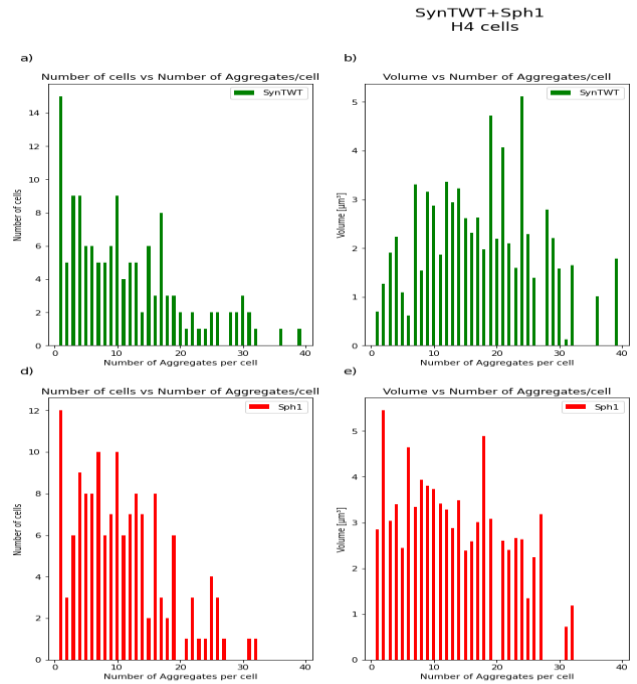 SynTWT+Sph1
H4 cells
a)
Number of cells vs Number of Aggregates/cell
SynTWT
Number of cells
14
12
10
8
6
4
2
0
0 10 20 30 40
Number of Aggregates per cell
b)
Volume vs Number of Aggregates/cell
SynTWT
Volume [µm³]
5
4
3
2
1
0
0 10 20 30 40
Number of Aggregates per cell
d)
Number of cells vs Number of Aggregates/cell
Sph1
Number of cells
12
10
8
6
4
2
0
0 10 20 30 40
Number of Aggregates per cell
e)
Volume vs Number of Aggregates/cell
Sph1
Volume [µm³]
5
4
3
2
1
0
0 10 20 30 40
Number of Aggregates per cell